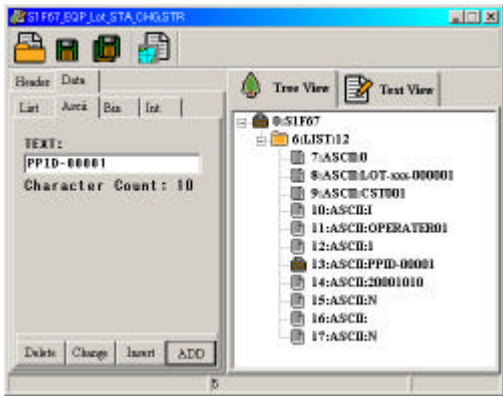 S1F67_EQP_Lot_STA_CHG.STR
Header Data
List Ascii Bin Int
TEXT:
PPID-00001
Character Count: 10
Delete Change Insert ADD
Tree View Text View
0:S1F67
6:LIST:12
7:ASCII:0
8:ASCII:LOT-xxx-000001
9:ASCII:CST001
10:ASCII:I
11:ASCII:OPERATER01
12:ASCII:1
13:ASCII:PPID-00001
14:ASCII:20001010
15:ASCII:N
16:ASCII:
17:ASCII:N
5